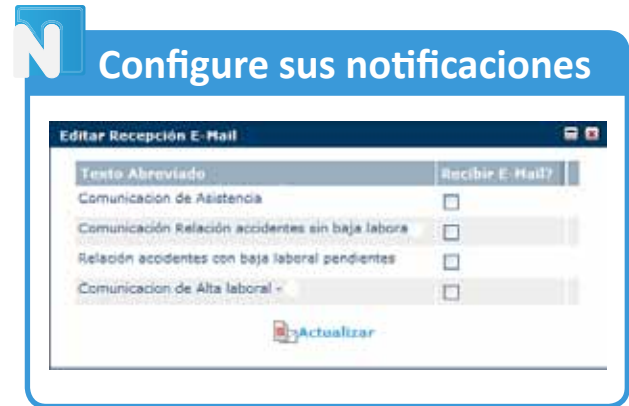 N
Configure sus notificaciones
Editar Recepción E-Mail
Texto Abreviado Recibir E-Mail?
Comunicacion de Asistencia
Comunicación Relación accidentes sin baja labora
Relación accidentes con baja laboral pendientes
Comunicacion de Alta laboral -
Actualizar